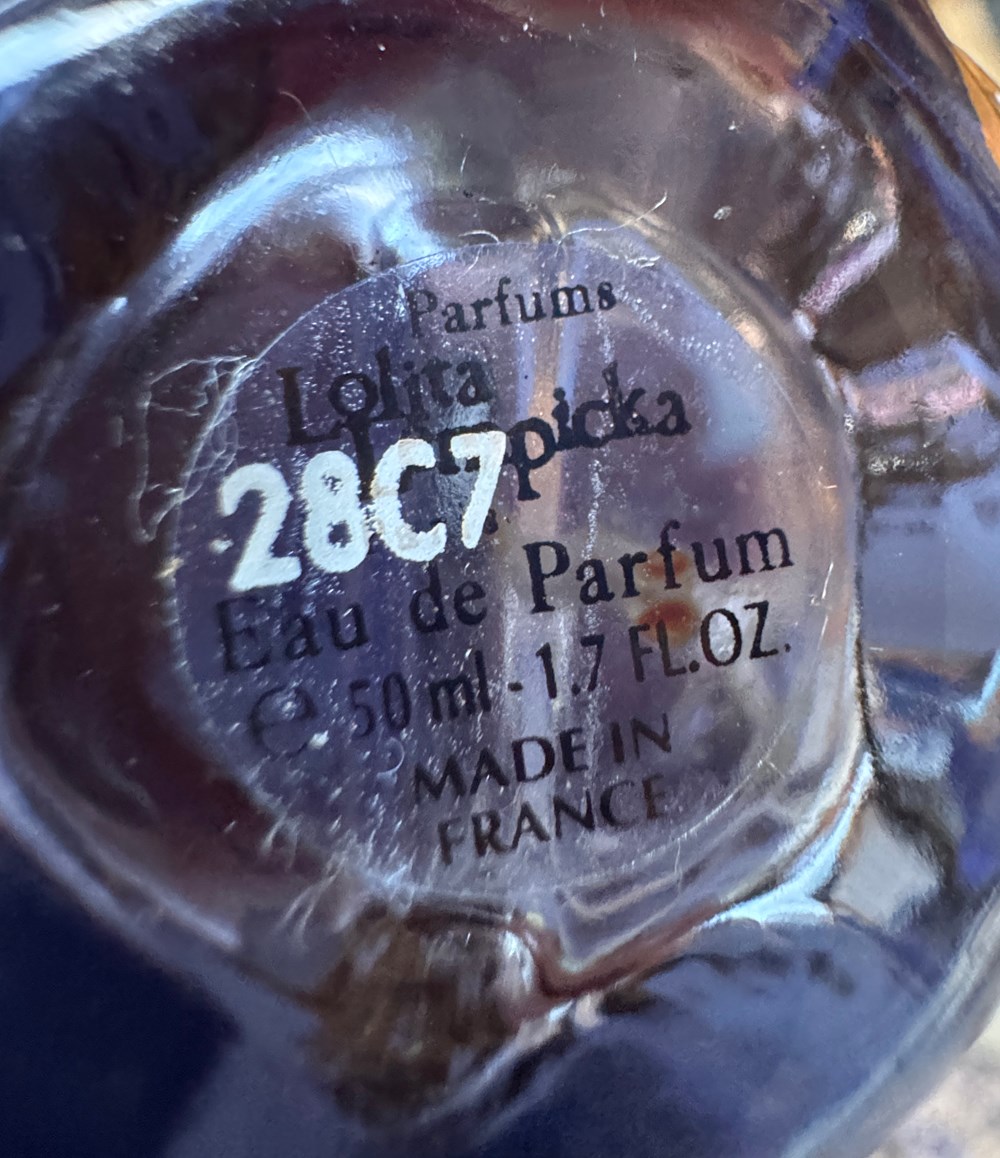 Parfums
Lolita
Lempicka
28C7
Eau de Parfum
℮ 50 ml - 1.7 FL.OZ.
MADE IN
FRANCE